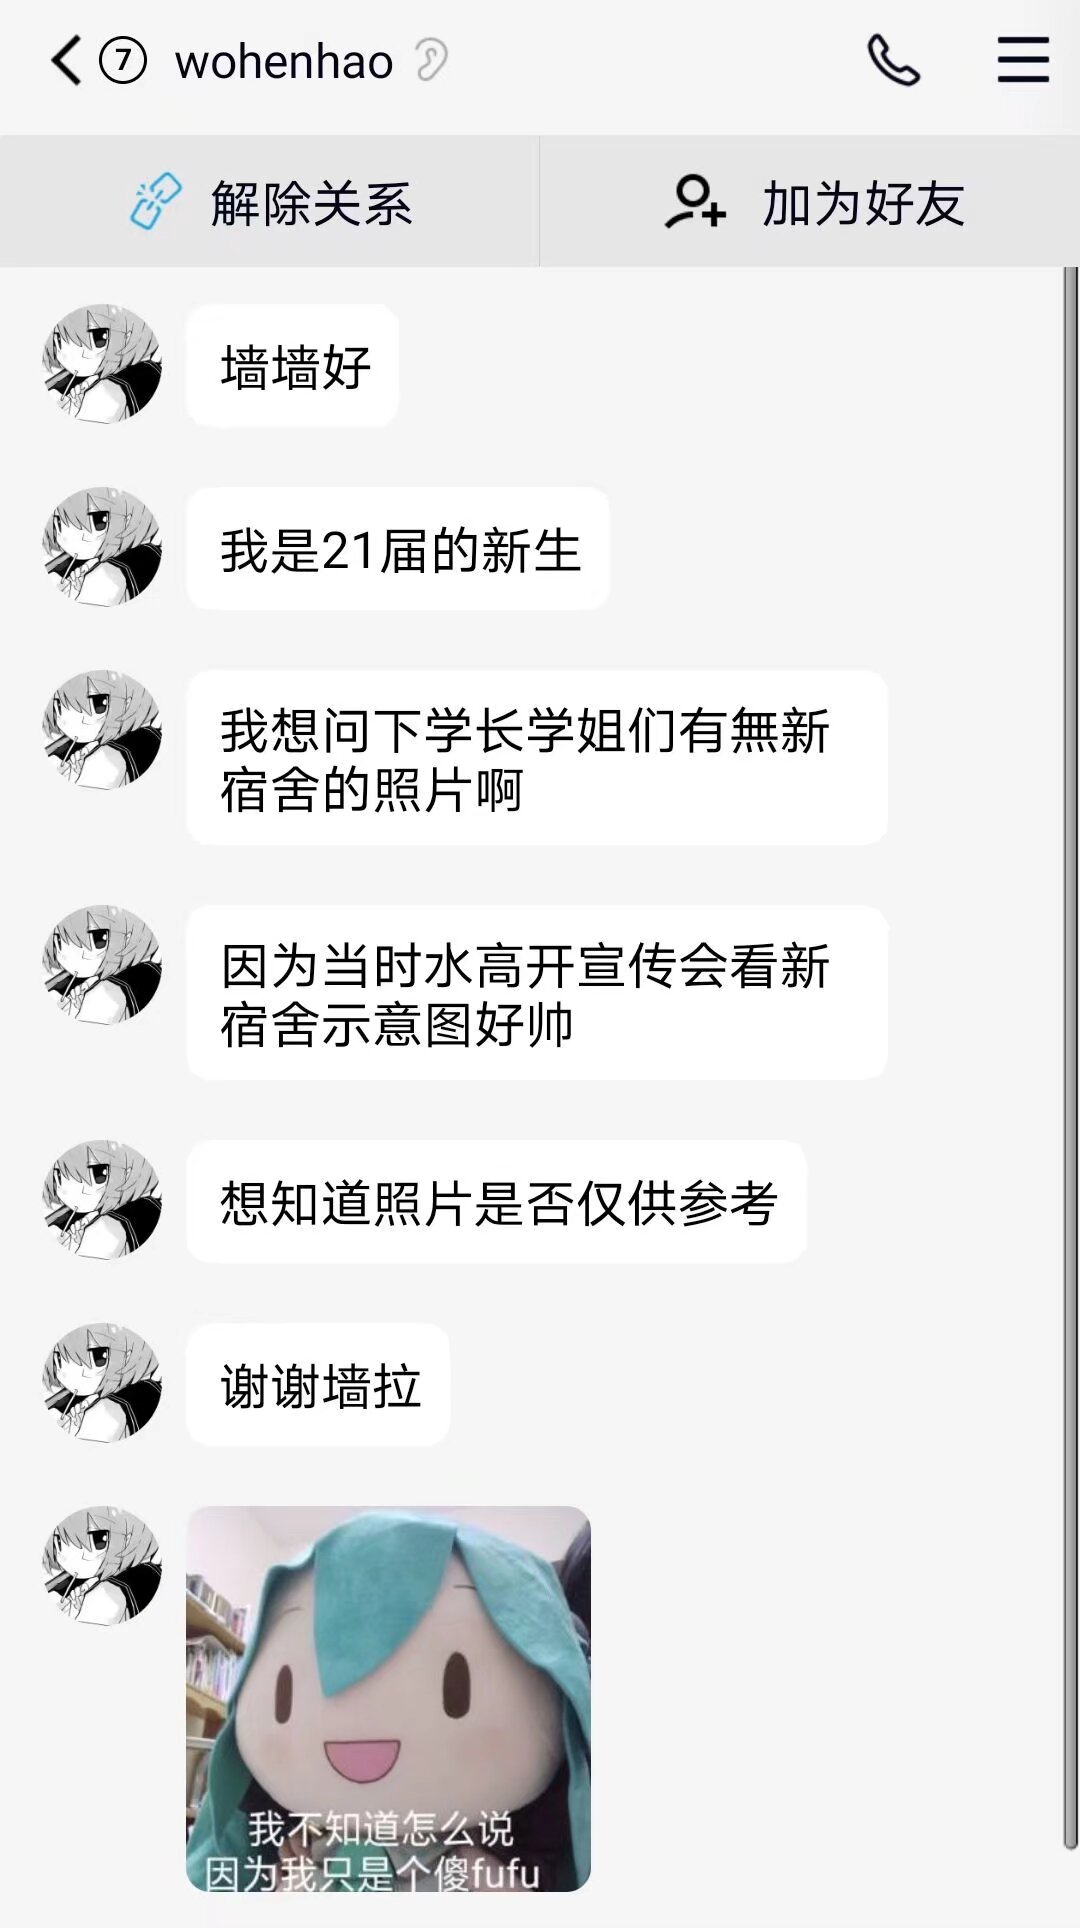 7 wohenhao
解除关系
加为好友
墙墙好
我是21届的新生
我想问下学长学姐们有無新
宿舍的照片啊
因为当时水高开宣传会看新
宿舍示意图好帅
想知道照片是否仅供参考
谢谢墙拉
我不知道怎么说
因为我只是个傻fufu